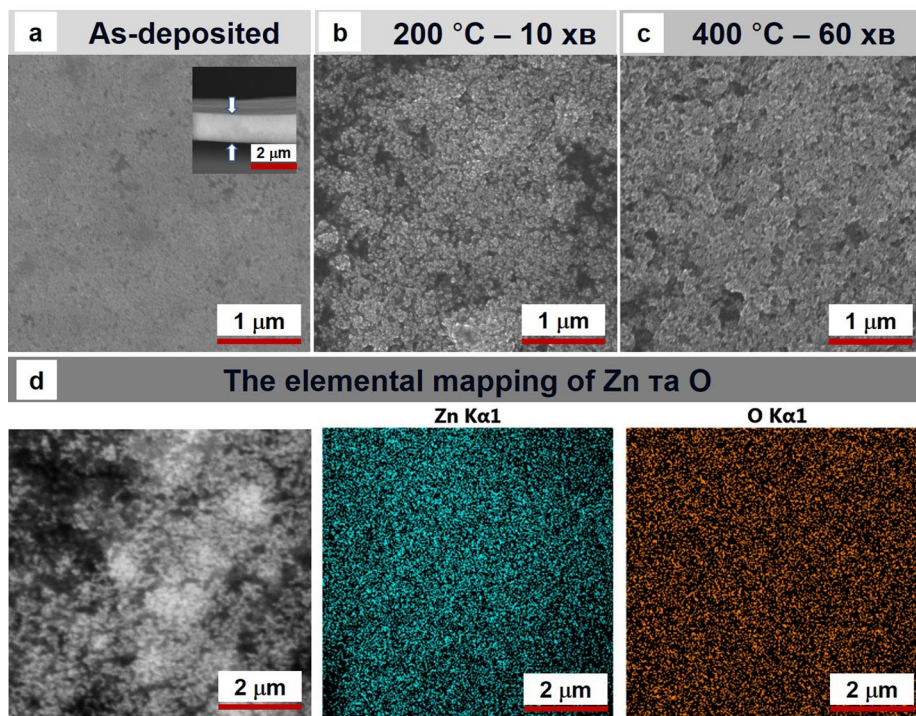 a As-deposited
b 200 °C – 10 хв
c 400 °C – 60 хв
2 μm
1 μm
1 μm
1 μm
d The elemental mapping of Zn та O
Zn Kα1
O Kα1
2 μm
2 μm
2 μm